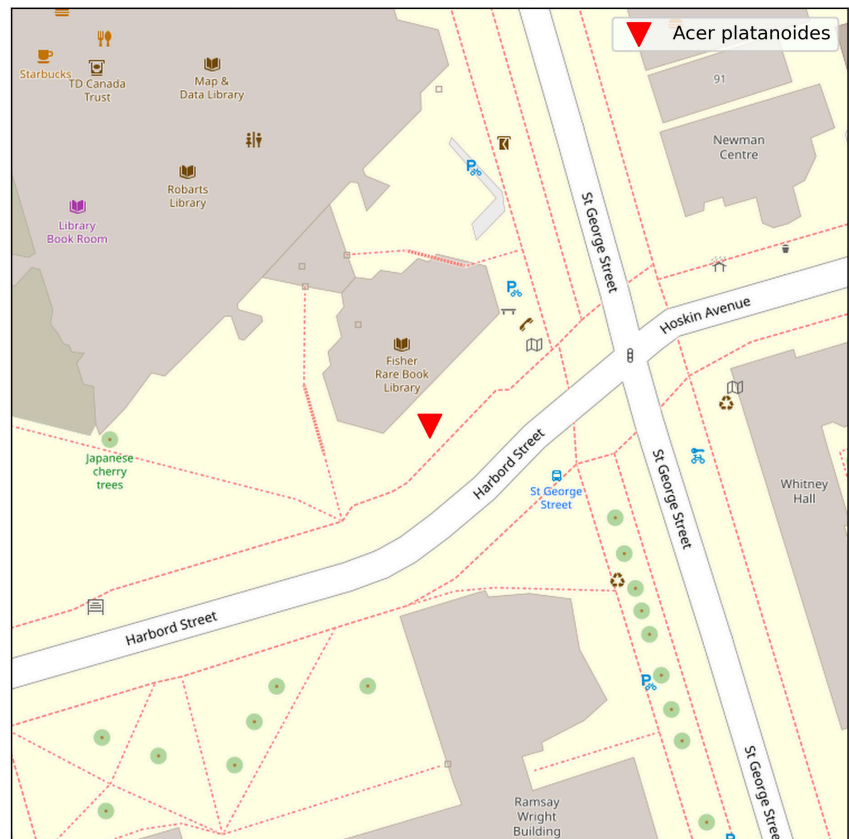 Acer platanoides
Starbucks
TD Canada
Trust
Map &
Data Library
91
Newman
Centre
Robarts
Library
Library
Book Room
St George Street
Hoskin Avenue
Fisher
Rare Book
Library
Japanese
cherry
trees
Harbord Street
St George
Street
St George Street
Whitney
Hall
Harbord Street
St George Stree
Ramsay
Wright
Building